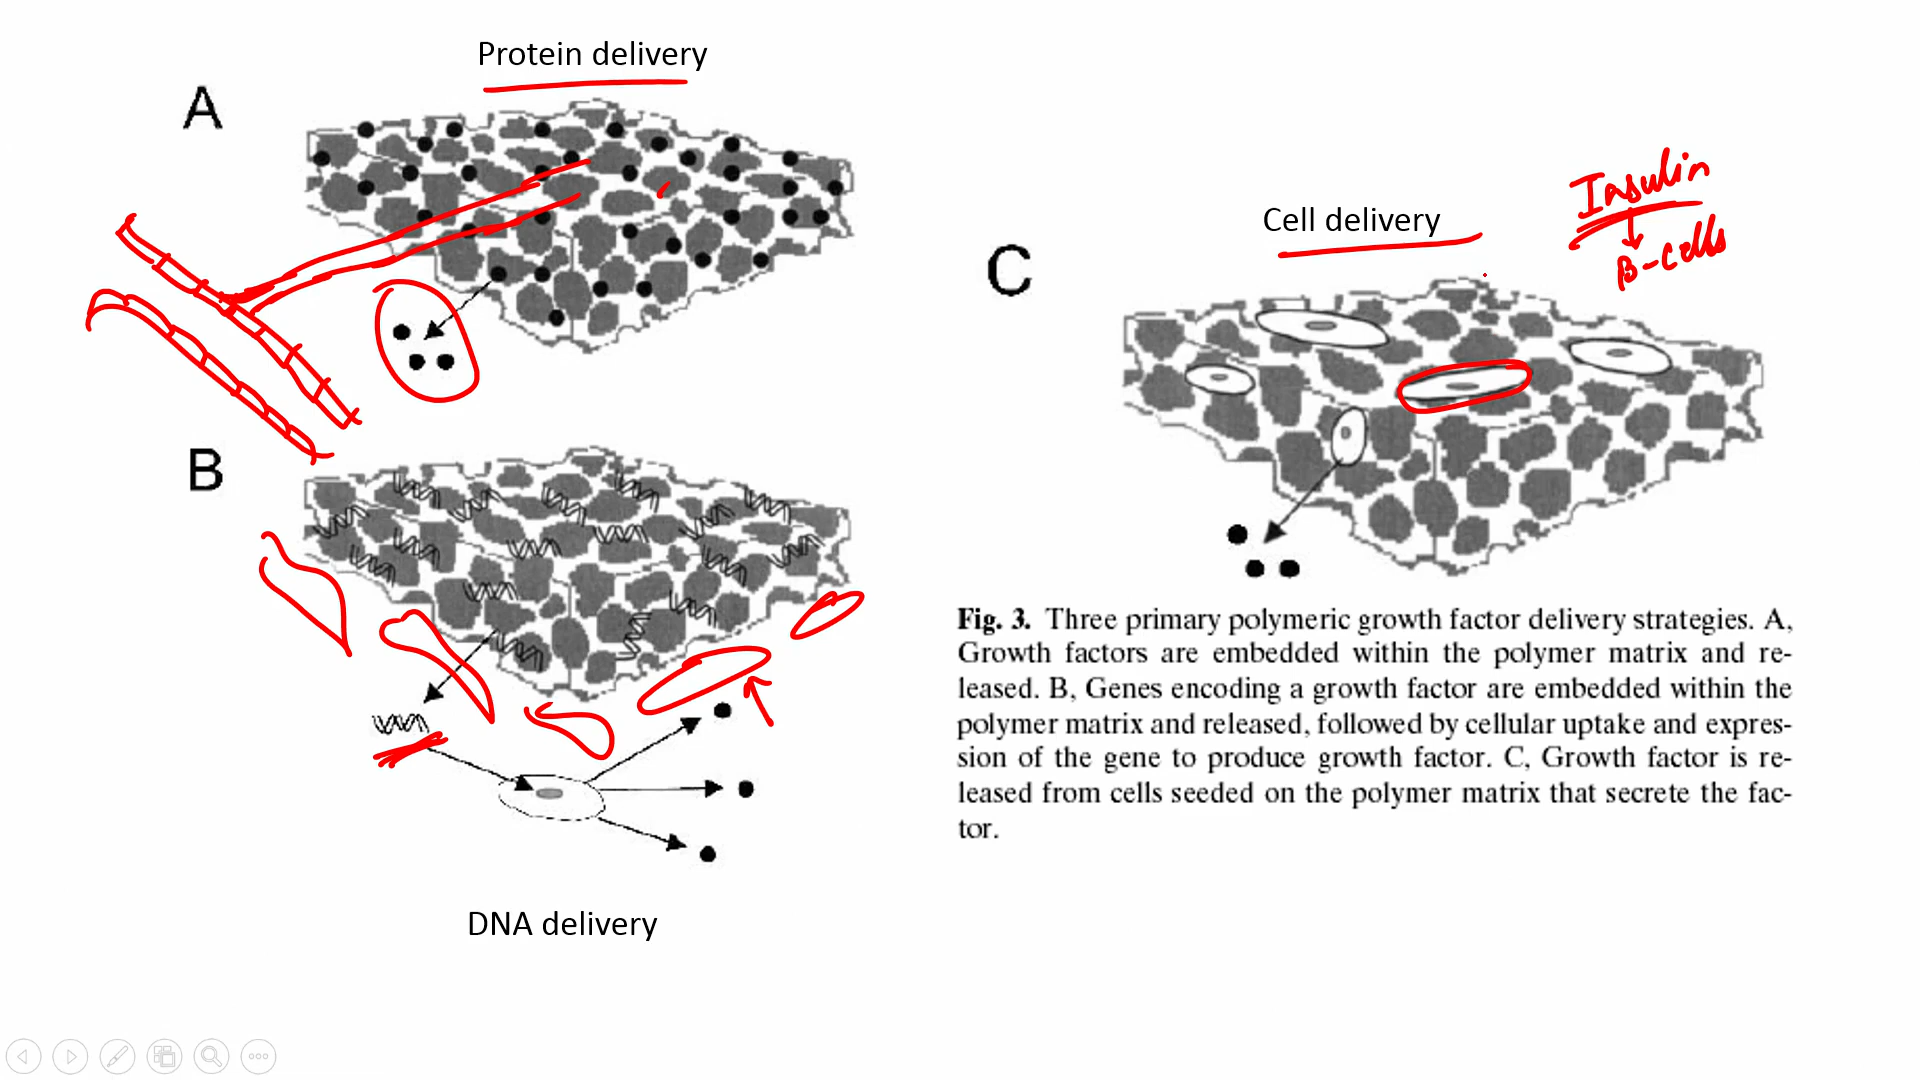 Protein delivery
A
B
DNA delivery
Cell delivery
C
Insulin
β-cells
Fig. 3. Three primary polymeric growth factor delivery strategies. A,
Growth factors are embedded within the polymer matrix and re-
leased. B, Genes encoding a growth factor are embedded within the
polymer matrix and released, followed by cellular uptake and expres-
sion of the gene to produce growth factor. C, Growth factor is re-
leased from cells seeded on the polymer matrix that secrete the fac-
tor.